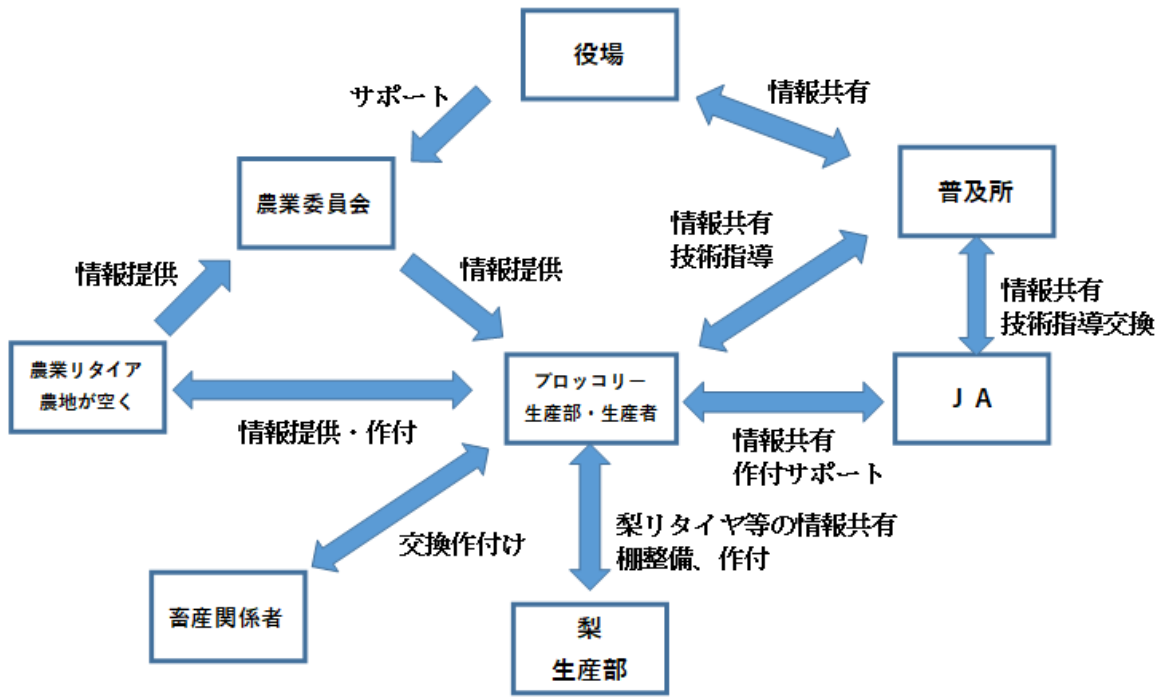 役場
サポート
情報共有
農業委員会
普及所
情報共有
技術指導
情報提供
情報提供
情報共有
技術指導交換
農業リタイア
農地が空く
ブロッコリー
生産部・生産者
ＪＡ
情報提供・作付
情報共有
作付サポート
交換作付け
梨リタイヤ等の情報共有
棚整備、作付
畜産関係者
梨
生産部